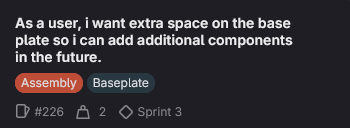 As a user, i want extra space on the base
plate so i can add additional components
in the future.
Assembly Baseplate
#226 2 Sprint 3